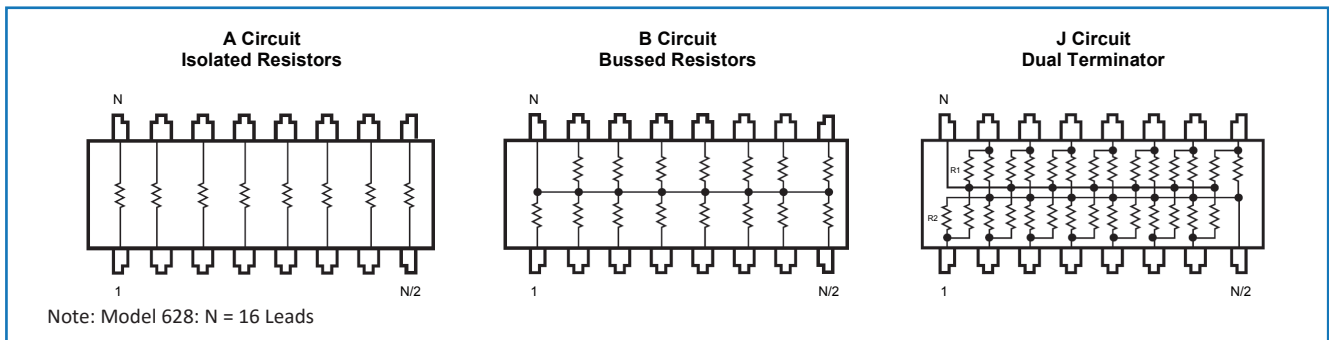 A Circuit
Isolated Resistors
N
1
N/2
B Circuit
Bussed Resistors
N
1
N/2
J Circuit
Dual Terminator
N
R1
R2
1
N/2
Note: Model 628: N = 16 Leads